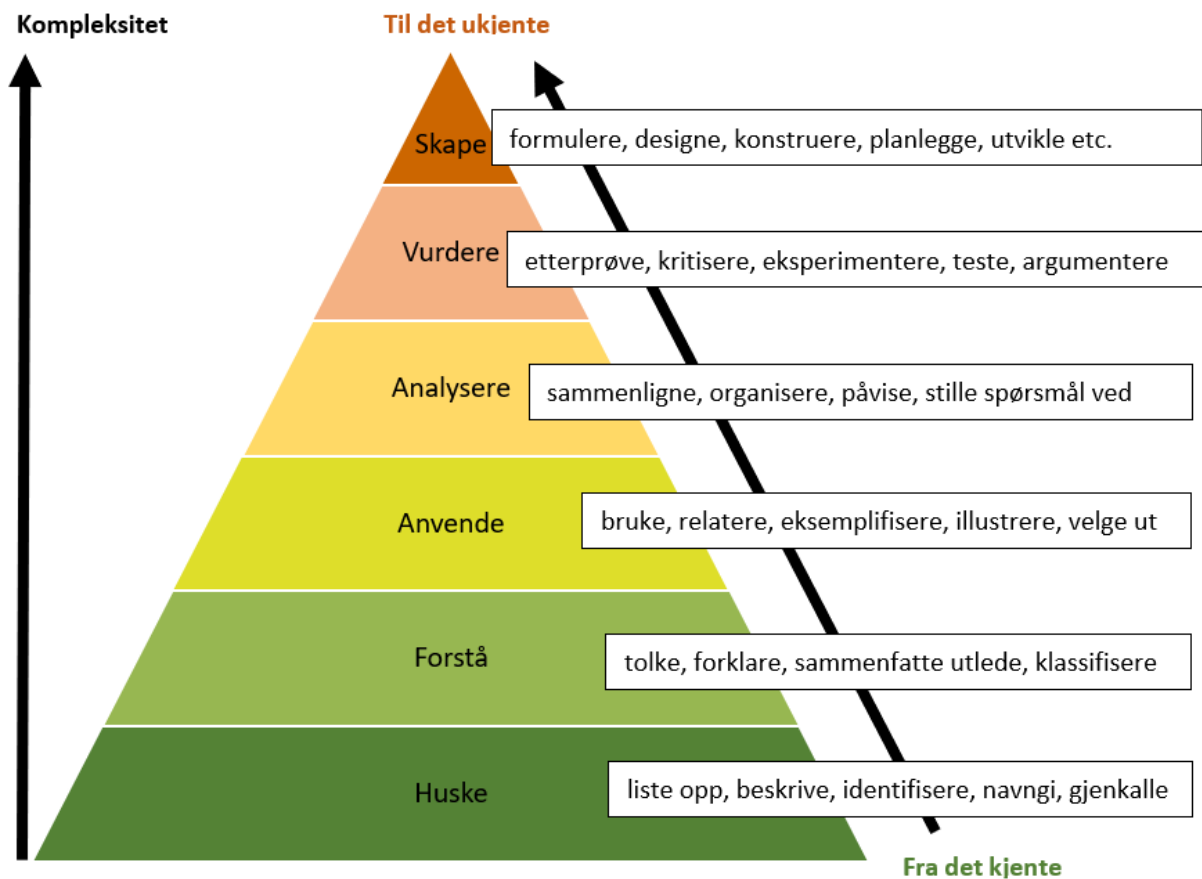 Kompleksitet
Til det ukjente
Skape
formulere, designe, konstruere, planlegge, utvikle etc.
Vurdere
etterprøve, kritisere, eksperimentere, teste, argumentere
Analysere
sammenligne, organisere, påvise, stille spørsmål ved
Anvende
bruke, relatere, eksemplifisere, illustrere, velge ut
Forstå
tolke, forklare, sammenfatte utlede, klassifisere
Huske
liste opp, beskrive, identifisere, navngi, gjenkalle
Fra det kjente